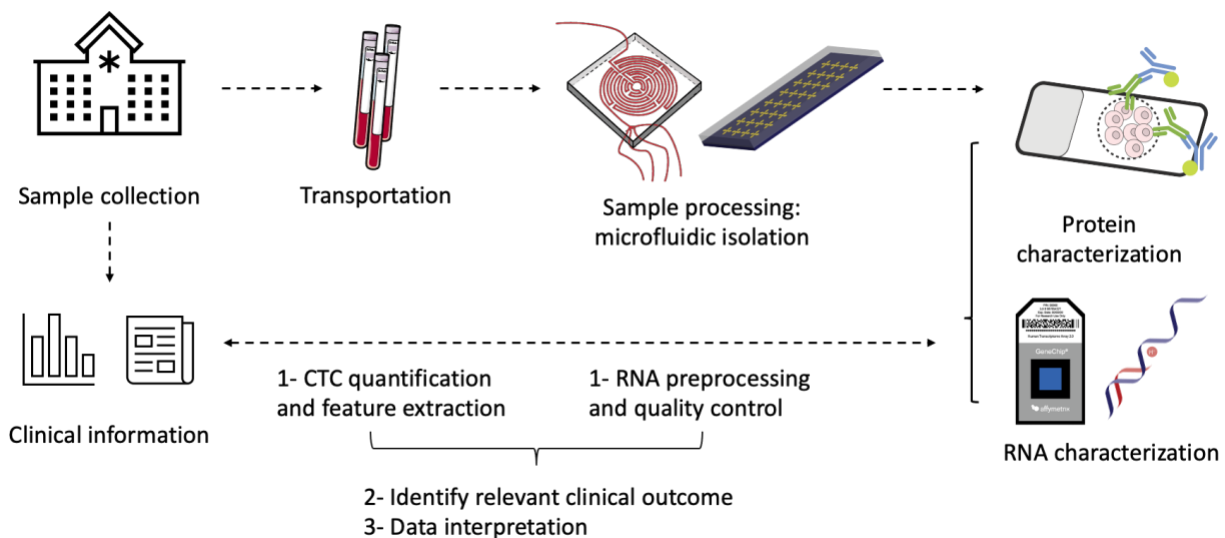 Sample collection
Transportation
Sample processing:
microfluidic isolation
Protein
characterization
Clinical information
1- CTC quantification
and feature extraction
1- RNA preprocessing
and quality control
2- Identify relevant clinical outcome
3- Data interpretation
GeneChip®
affymetrix
RNA characterization